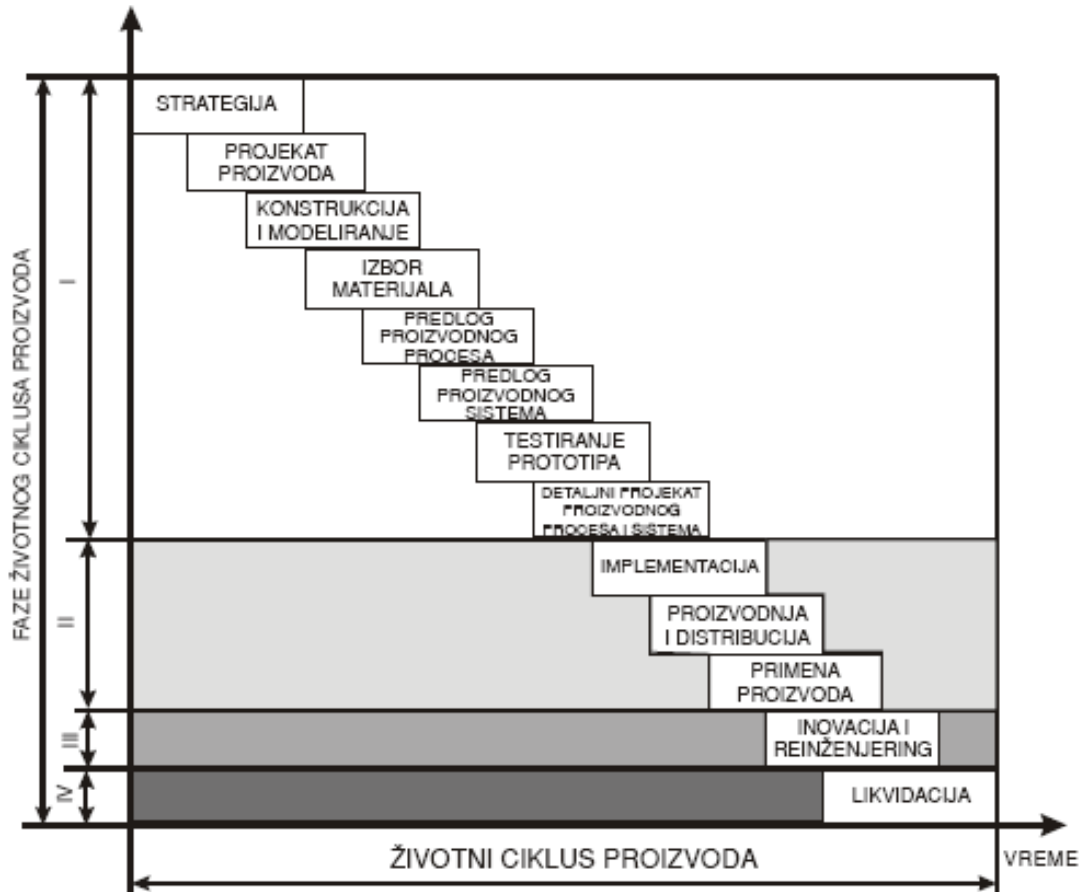 STRATEGIJA
PROJEKAT
PROIZVODA
KONSTRUKCIJA
I MODELIRANJE
IZBOR
MATERIJALA
PREDLOG
PROIZVODNOG
PROCESA
PREDLOG
PROIZVODNOG
SISTEMA
TESTIRANJE
PROTOTIPA
DETALJNI PROJEKAT
PROIZVODNOG
PROCESA I SISTEMA
IMPLEMENTACIJA
PROIZVODNJA
I DISTRIBUCIJA
PRIMENA
PROIZVODA
INOVACIJA I
REINŽENJERING
LIKVIDACIJA
FAZE ŽIVOTNOG CIKLUSA PROIZVODA
I
II
III
IV
ŽIVOTNI CIKLUS PROIZVODA
VREME